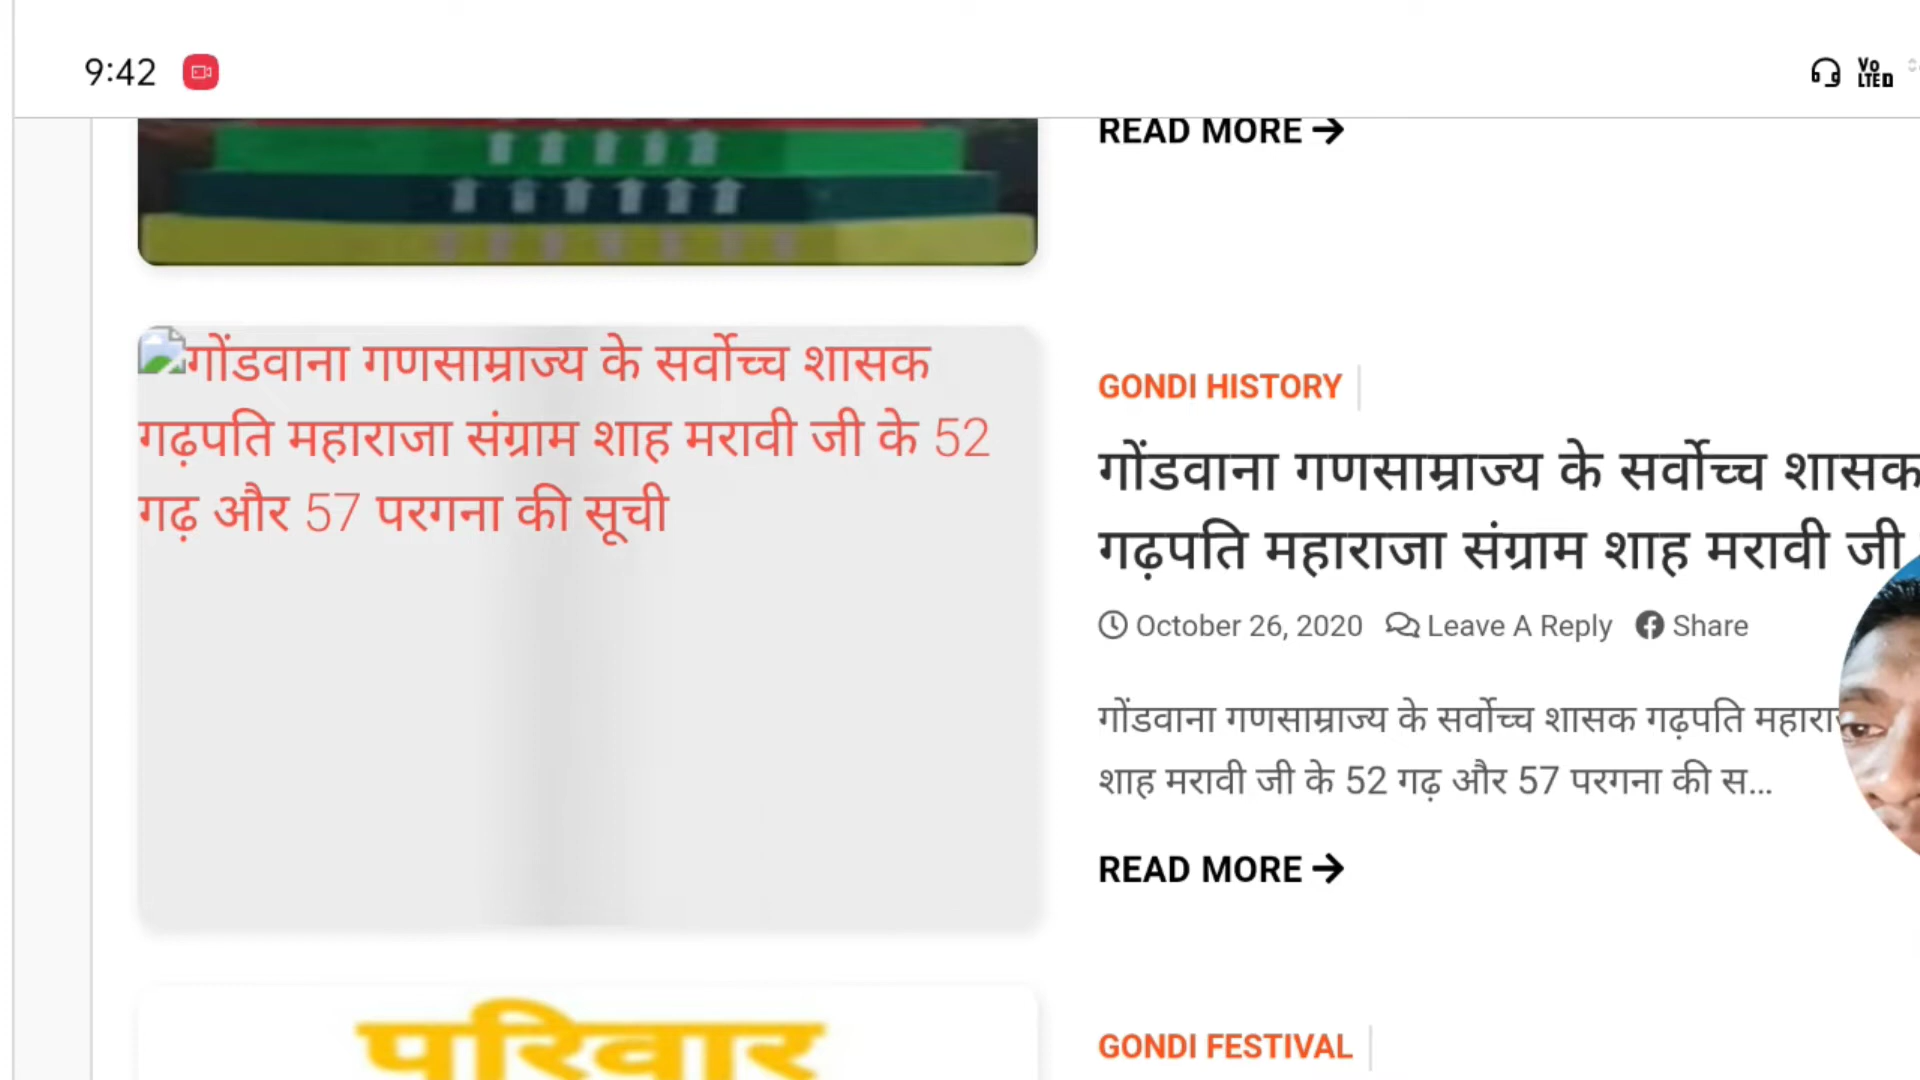 9:42
Vo
LTE D
READ MORE →
गोंडवाना गणसाम्राज्य के सर्वोच्च शासक
गढ़पति महाराजा संग्राम शाह मरावी जी के 52
गढ़ और 57 परगना की सूची
GONDI HISTORY
गोंडवाना गणसाम्राज्य के सर्वोच्च शासक
गढ़पति महाराजा संग्राम शाह मरावी जी
October 26, 2020 Leave A Reply Share
गोंडवाना गणसाम्राज्य के सर्वोच्च शासक गढ़पति महारा
शाह मरावी जी के 52 गढ़ और 57 परगना की स...
READ MORE →
परिवार
GONDI FESTIVAL